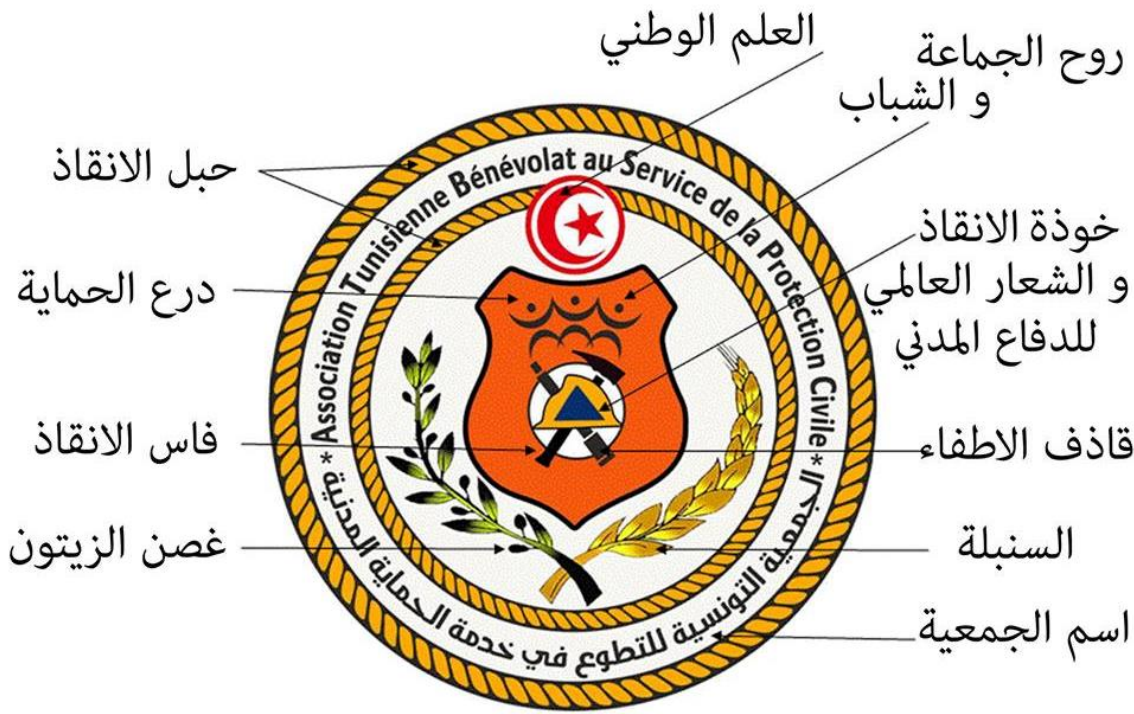 العلم الوطني
روح الجماعة
و الشباب
حبل الانقاذ
خوذة الانقاذ
و الشعار العالمي
للدفاع المدني
درع الحماية
فاس الانقاذ
قاذف الاطفاء
غصن الزيتون
السنبلة
اسم الجمعية
* Association Tunisienne Bénévolat au Service de la Protection Civile *
الجمعية التونسية للتطوع في خدمة الحماية المدنية